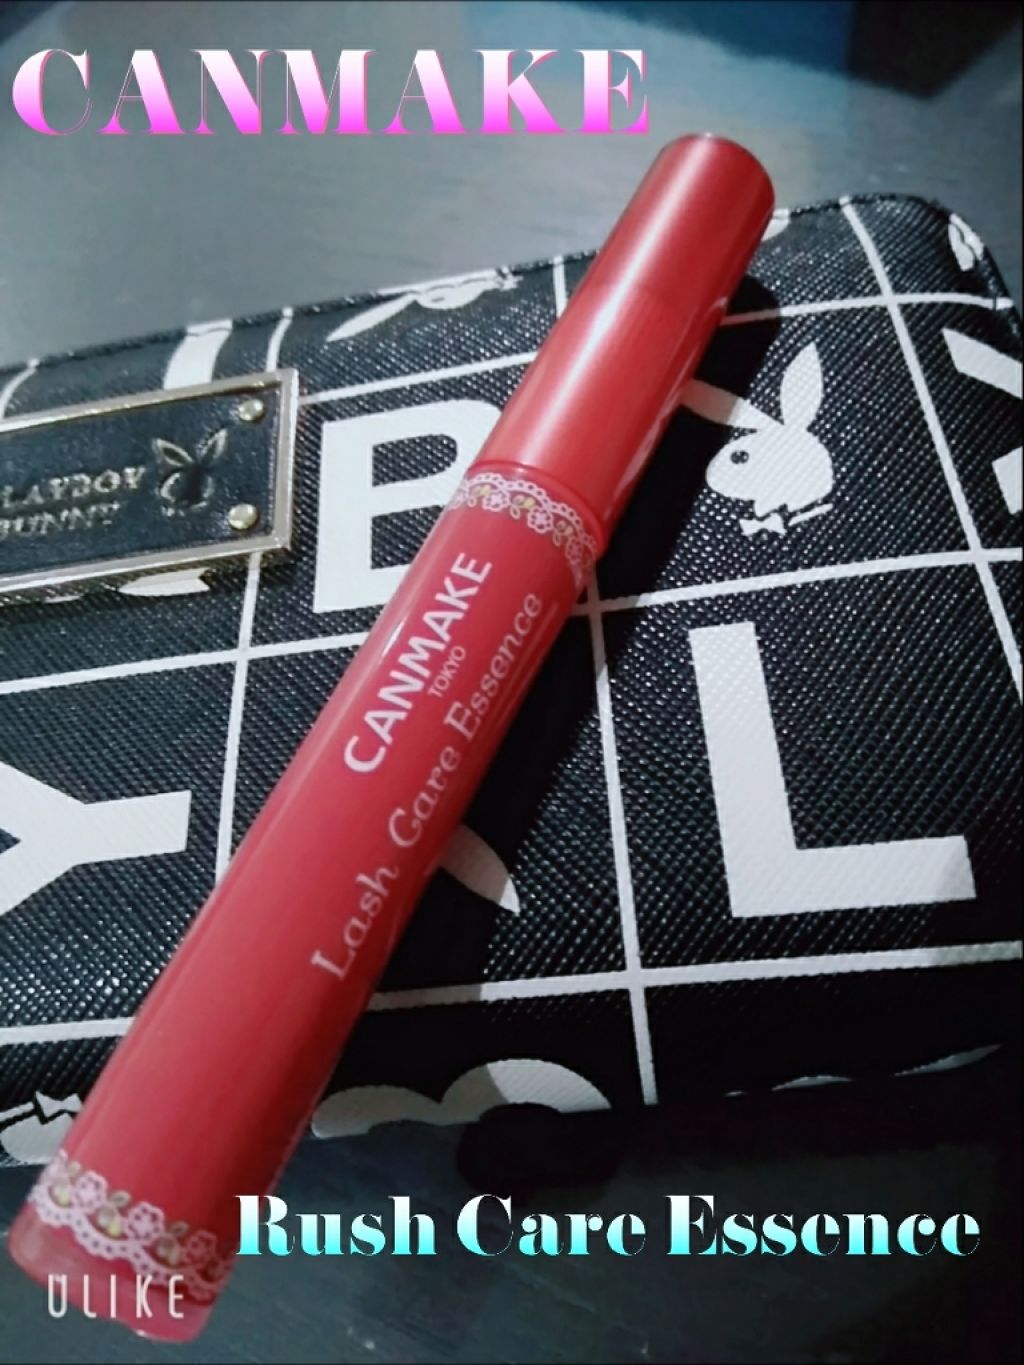 CANMAKE
PLAYBOY
BUNNY
B
CANMAKE
TOKYO
Lash Care Essence
Y
L
Rush Care Essence
ULIKE